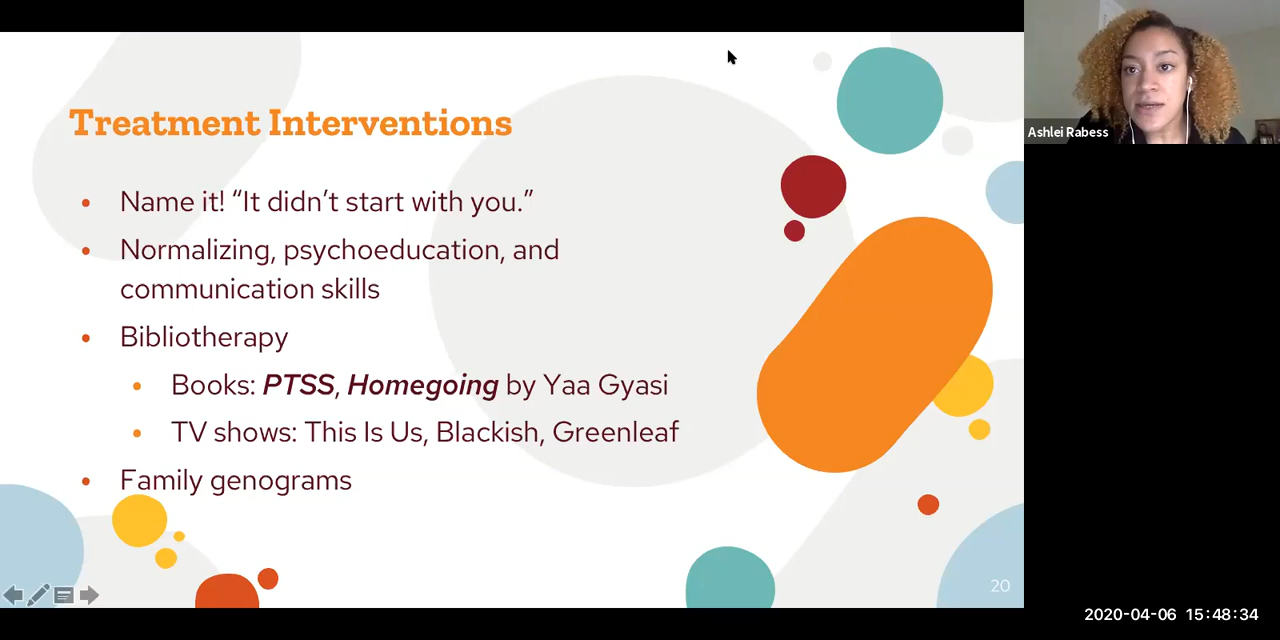 Treatment Interventions
Name it! “It didn’t start with you.”
Normalizing, psychoeducation, and
communication skills
Bibliotherapy
Books: PTSS, Homegoing by Yaa Gyasi
TV shows: This Is Us, Blackish, Greenleaf
Family genograms
20
Ashlei Rabess
2020-04-06 15:48:34